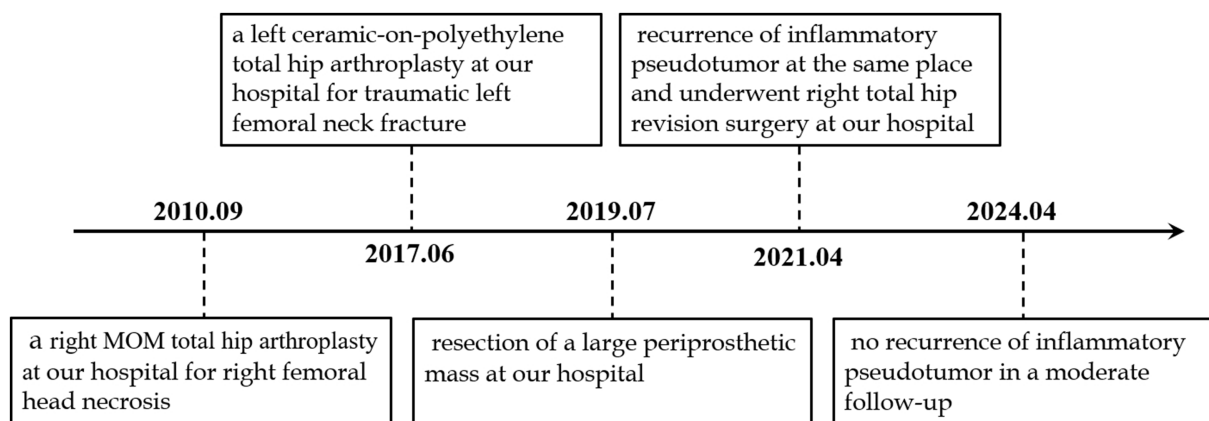 a left ceramic-on-polyethylene
total hip arthroplasty at our
hospital for traumatic left
femoral neck fracture
recurrence of inflammatory
pseudotumor at the same place
and underwent right total hip
revision surgery at our hospital
2010.09
2019.07
2024.04
2017.06
2021.04
a right MOM total hip arthroplasty
at our hospital for right femoral
head necrosis
resection of a large periprosthetic
mass at our hospital
no recurrence of inflammatory
pseudotumor in a moderate
follow-up